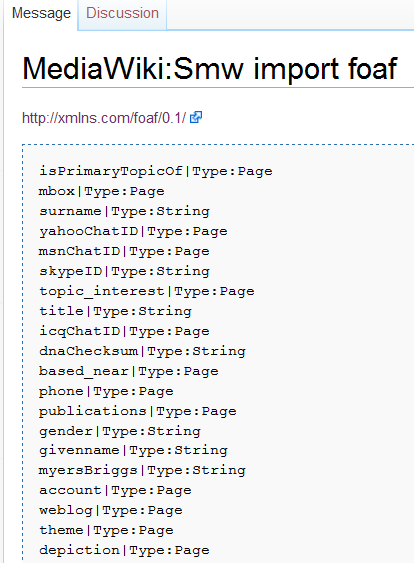 Message Discussion
MediaWiki:Smw import foaf
http://xmlns.com/foaf/0.1/
isPrimaryTopicOf|Type:Page
mbox|Type:Page
surname|Type:String
yahooChatID|Type:Page
msnChatID|Type:Page
skypeID|Type:String
topic_interest|Type:Page
title|Type:String
icqChatID|Type:Page
dnaChecksum|Type:String
based_near|Type:Page
phone|Type:Page
publications|Type:Page
gender|Type:String
givenname|Type:String
myersBriggs|Type:String
account|Type:Page
weblog|Type:Page
theme|Type:Page
depiction|Type:Page